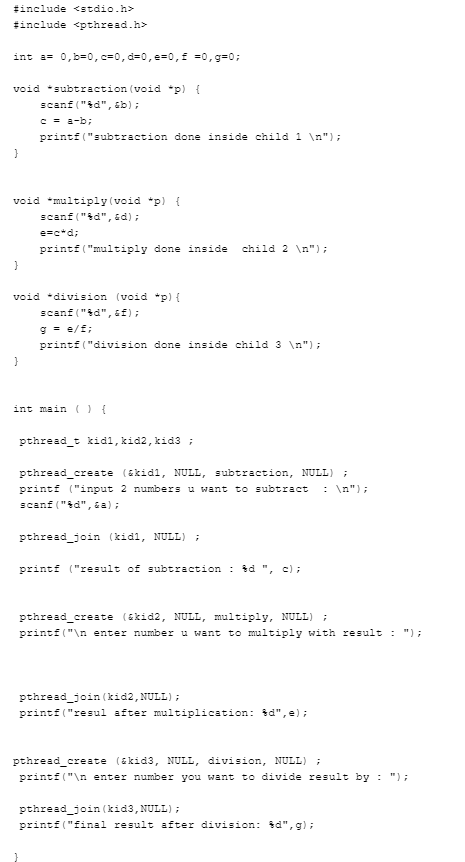 #include <stdio.h>
#include <pthread.h>

int a= 0,b=0,c=0,d=0,e=0,f =0,g=0;

void *subtraction(void *p) {
    scanf("%d",&b);
    c = a-b;
    printf("subtraction done inside child 1 \n");
}

void *multiply(void *p) {
    scanf("%d",&d);
    e=c*d;
    printf("multiply done inside  child 2 \n");
}

void *division (void *p){
    scanf("%d",&f);
    g = e/f;
    printf("division done inside child 3 \n");
}

int main ( ) {

 pthread_t kid1,kid2,kid3 ;

 pthread_create (&kid1, NULL, subtraction, NULL) ;
 printf ("input 2 numbers u want to subtract  : \n");
 scanf("%d",&a);

 pthread_join (kid1, NULL) ;

 printf ("result of subtraction : %d ", c);

 pthread_create (&kid2, NULL, multiply, NULL) ;
 printf("\n enter number u want to multiply with result : ");

 pthread_join(kid2,NULL);
 printf("resul after multiplication: %d",e);

pthread_create (&kid3, NULL, division, NULL) ;
 printf("\n enter number you want to divide result by : ");

 pthread_join(kid3,NULL);
 printf("final result after division: %d",g);

}